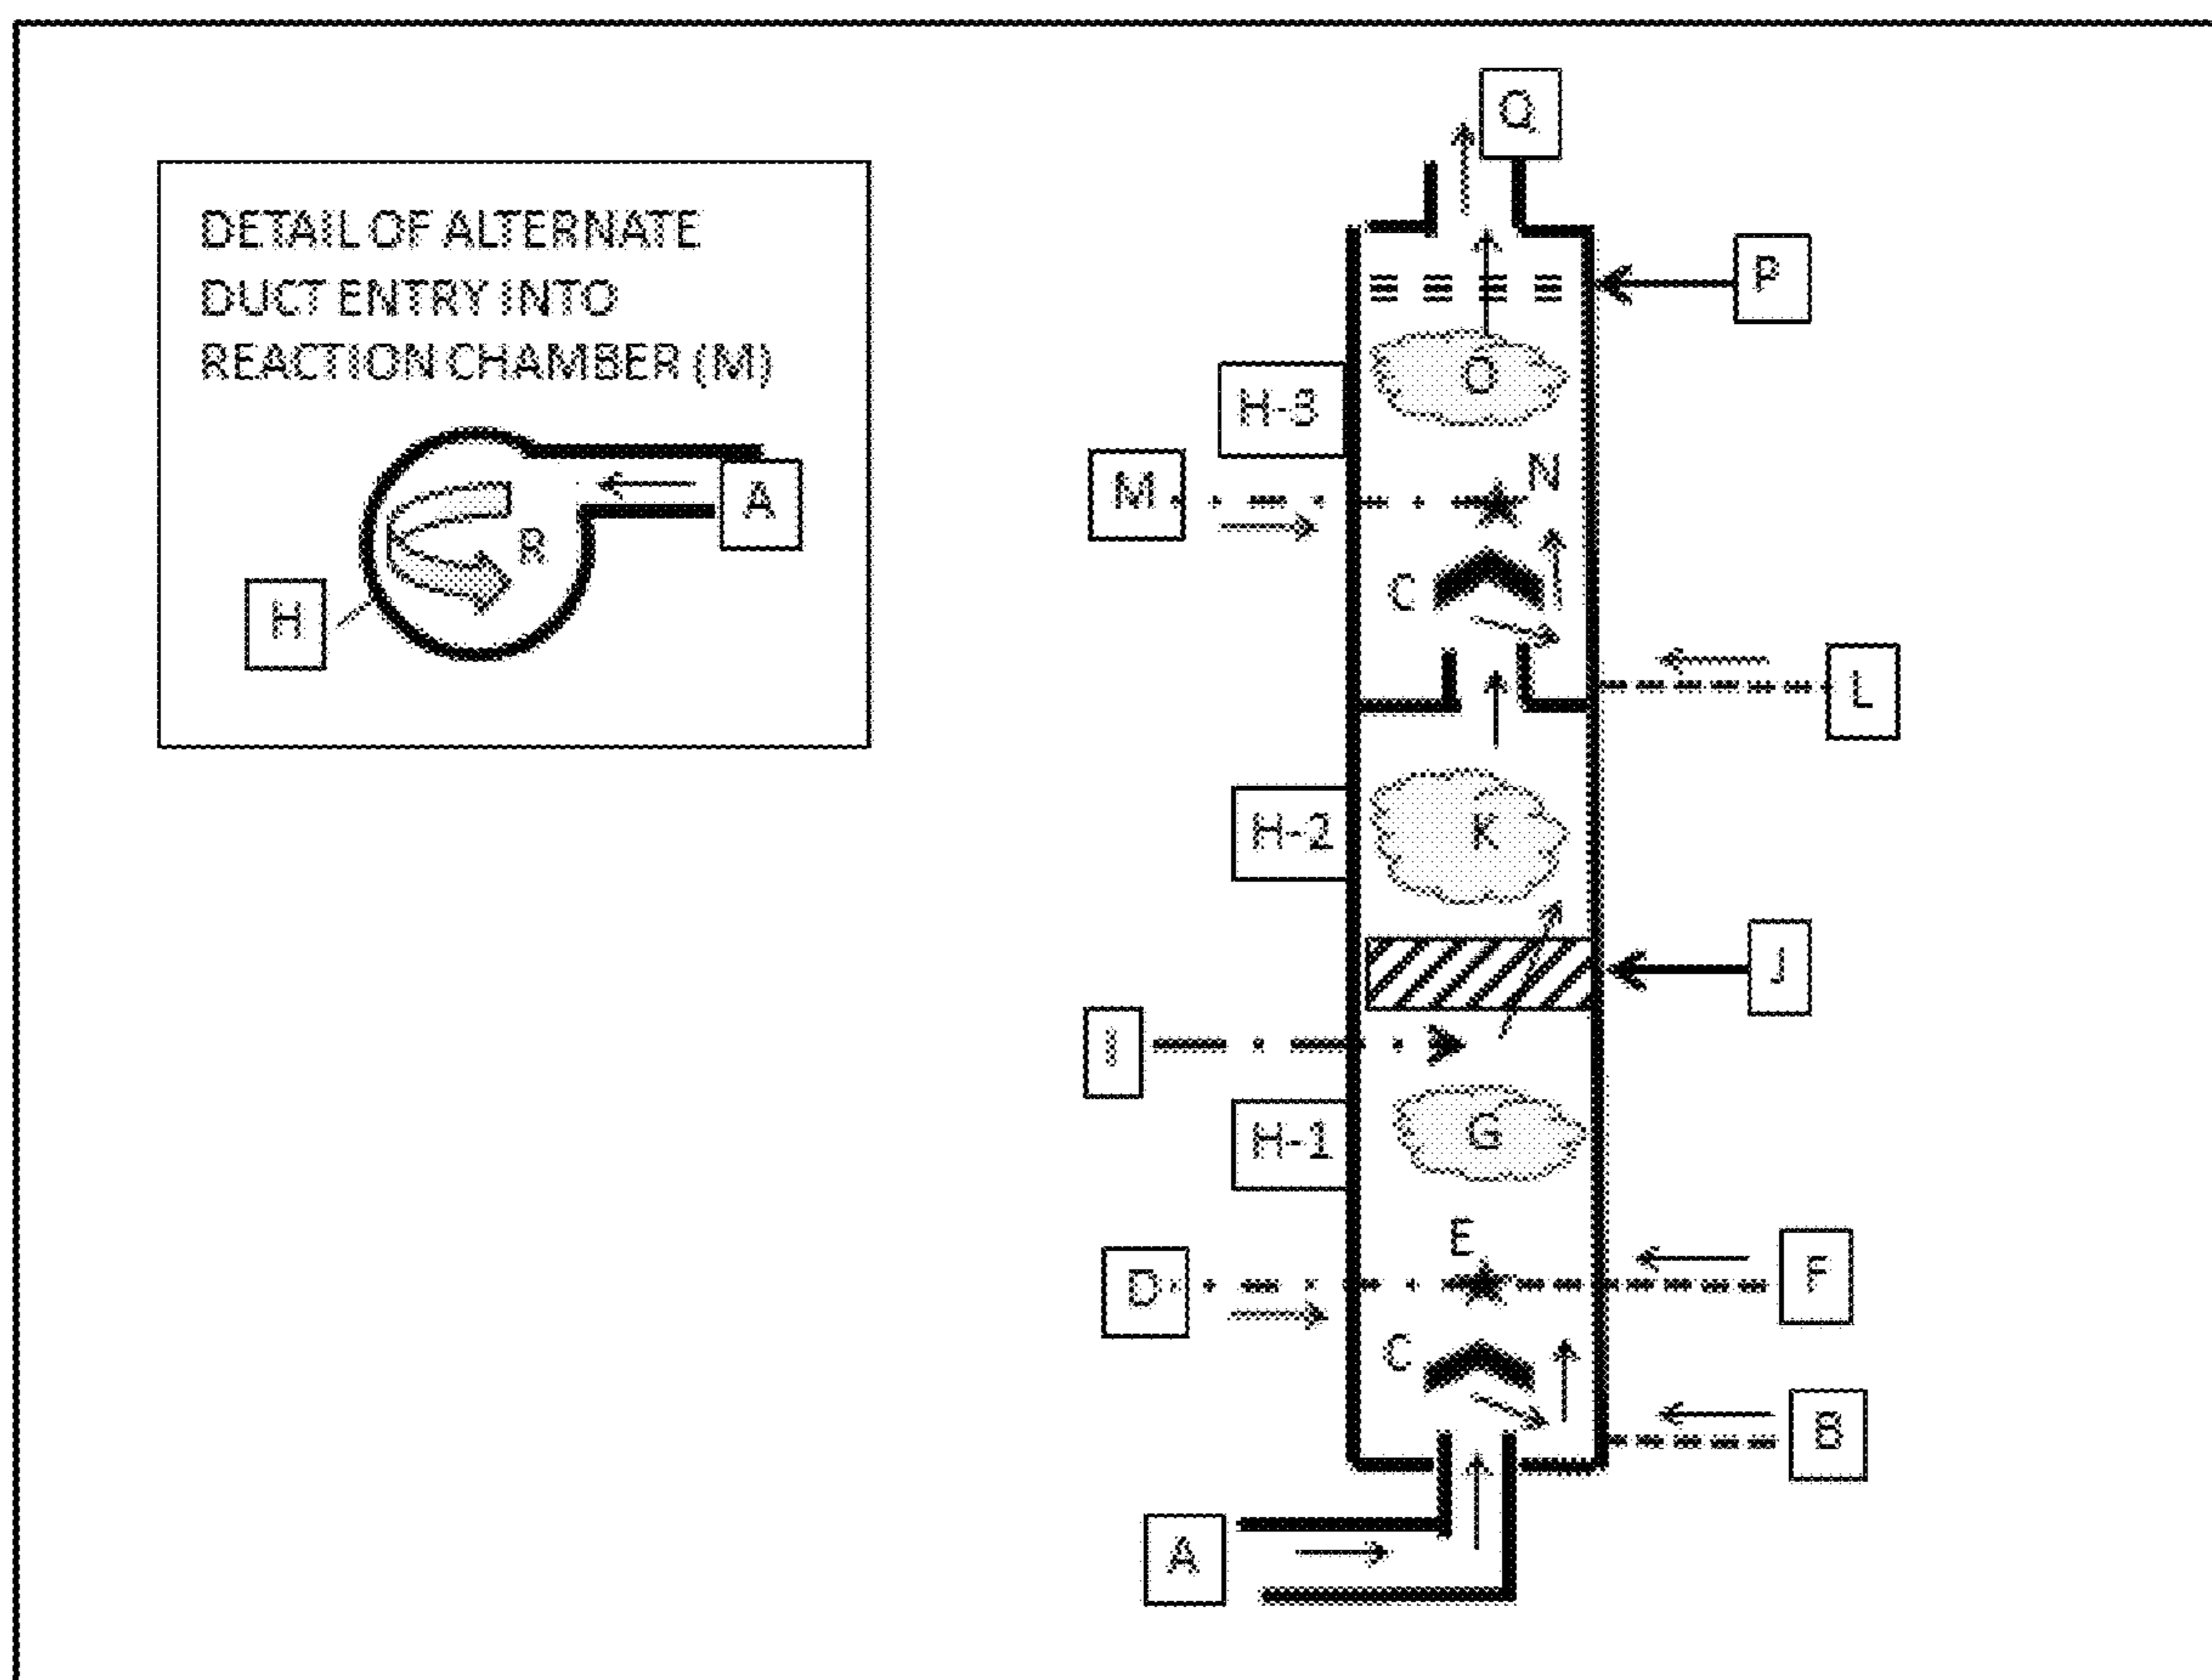 Q
DETAIL OF ALTERNATE
DUCT ENTRY INTO
REACTION CHAMBER (M)
P
O
H-3
N
M
A
R
C
H
L
H-2
K
J
I
G
H-1
E
D
F
C
B
A